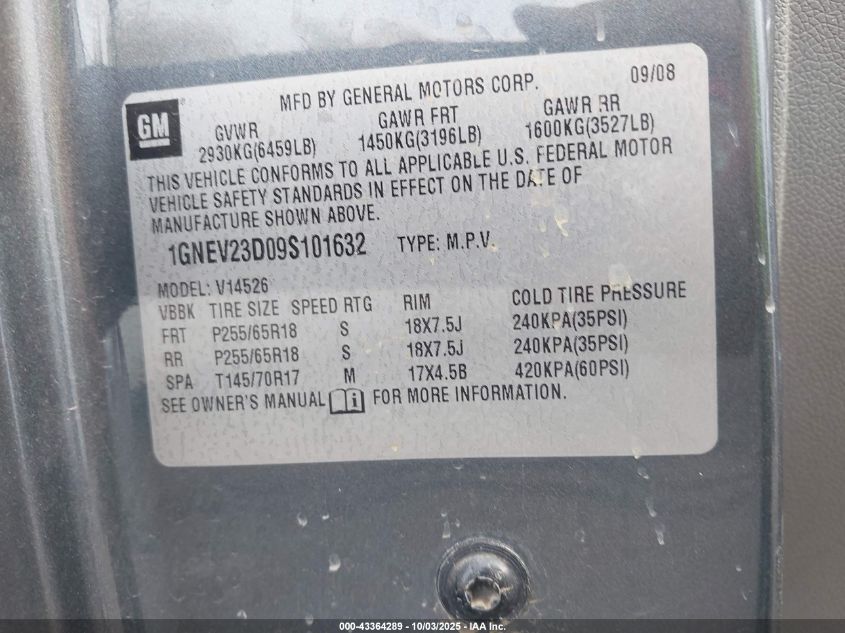 MFD BY GENERAL MOTORS CORP. 09/08
GM
GVWR GAWR FRT GAWR RR
2930KG(6459LB) 1450KG(3196LB) 1600KG(3527LB)
THIS VEHICLE CONFORMS TO ALL APPLICABLE U.S. FEDERAL MOTOR
VEHICLE SAFETY STANDARDS IN EFFECT ON THE DATE OF
MANUFACTURE SHOWN ABOVE.
1GNEV23D09S101632 TYPE: M.P.V.
MODEL: V14526
VBBK TIRE SIZE SPEED RTG RIM COLD TIRE PRESSURE
FRT P255/65R18 S 18X7.5J 240KPA(35PSI)
RR P255/65R18 S 18X7.5J 240KPA(35PSI)
SPA T145/70R17 M 17X4.5B 420KPA(60PSI)
SEE OWNER'S MANUAL i FOR MORE INFORMATION.
000-43364289 - 10/03/2025 - IAA Inc.